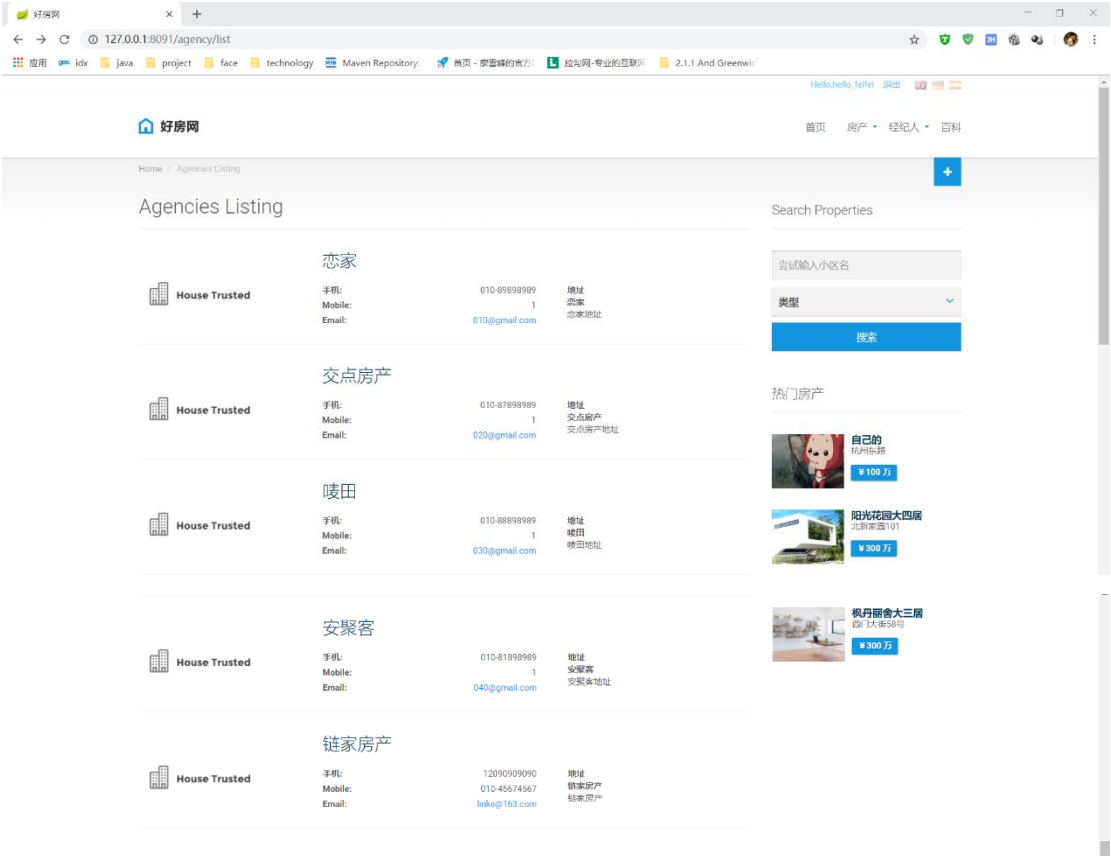 好房网
127.0.0.1:8091/agency/list
应用 idx java project face technology Maven Repository: 首页 - 廖雪峰的官方 拉勾网-专业的互联网 2.1.1 And Greenwic
Hello,hello_feifei 退出
好房网 首页 房产 经纪人 百科
Home / Agencies Listing
Agencies Listing
恋家
House Trusted
手机: 010-89898989
Mobile: 1
Email: 010@gmail.com
地址
恋家
恋家地址
交点房产
House Trusted
手机: 010-87898989
Mobile: 1
Email: 020@gmail.com
地址
交点房产
交点房产地址
唛田
House Trusted
手机: 010-88898989
Mobile: 1
Email: 030@gmail.com
地址
唛田
唛田地址
安聚客
House Trusted
手机: 010-81898989
Mobile: 1
Email: 040@gmail.com
地址
安聚客
安聚客地址
链家房产
House Trusted
手机: 12090909090
Mobile: 010-45674567
Email: linke@163.com
地址
链家房产
链家房产
Search Properties
尝试输入小区名
类型
搜索
热门房产
自己的
杭州东路
¥100 万
阳光花园大四居
北新家园101
¥300 万
枫丹丽舍大三居
西门大街58号
¥300 万